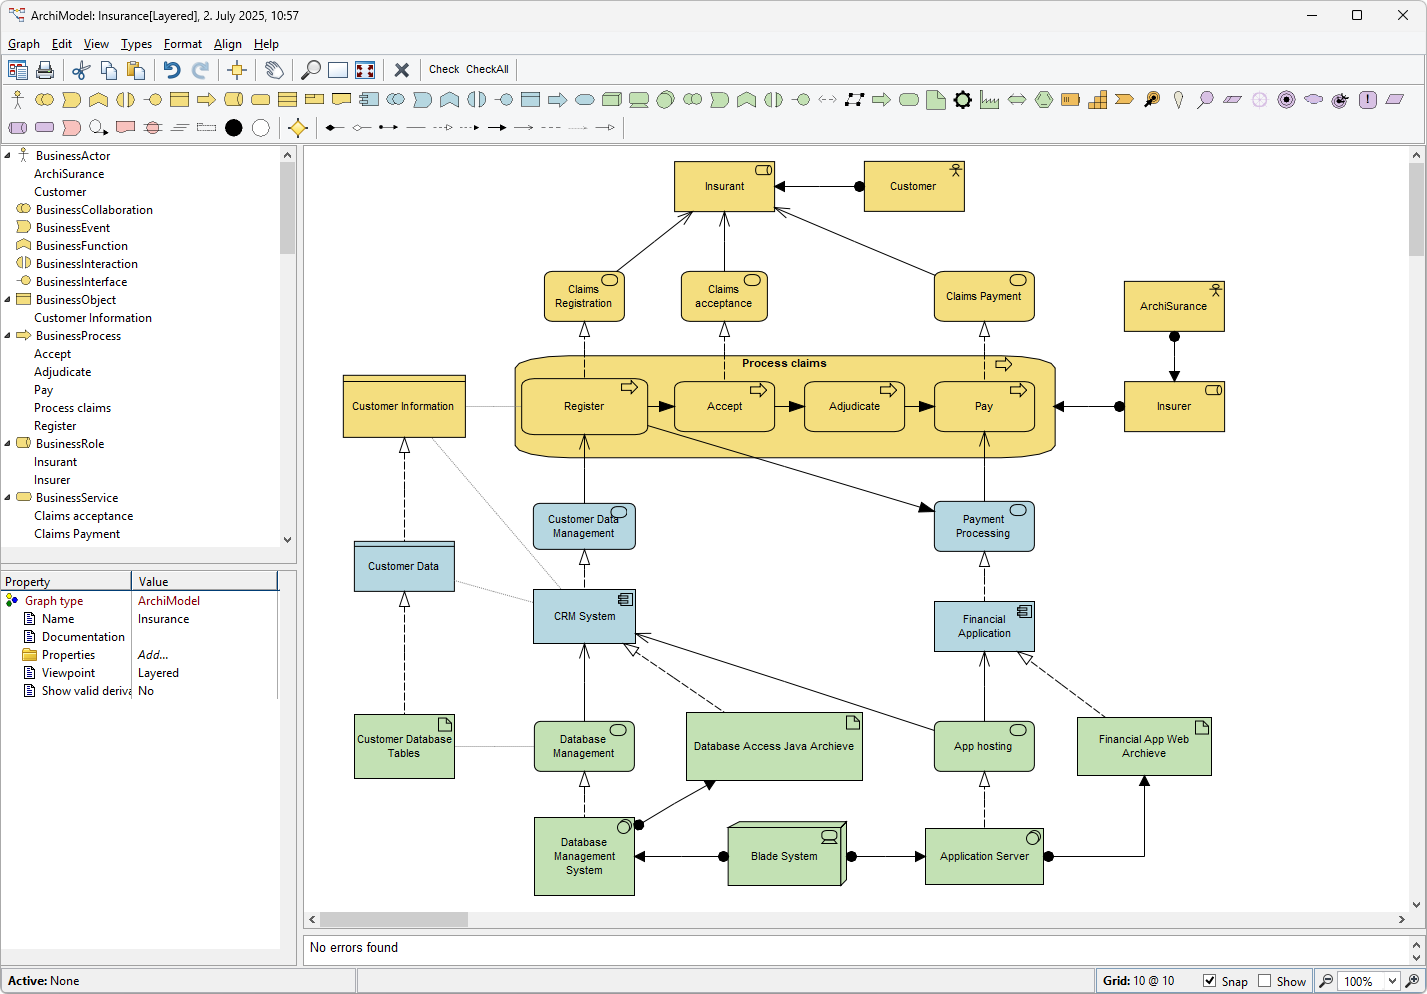 ArchiModel: Insurance[Layered], 2. July 2025, 10:57
Graph Edit View Types Format Align Help
Check CheckAll
BusinessActor
ArchiSurance
Customer
BusinessCollaboration
BusinessEvent
BusinessFunction
BusinessInteraction
BusinessInterface
BusinessObject
Customer Information
BusinessProcess
Accept
Adjudicate
Pay
Process claims
Register
BusinessRole
Insurant
Insurer
BusinessService
Claims acceptance
Claims Payment
Property Value
Graph type ArchiModel
Name Insurance
Documentation
Properties Add...
Viewpoint Layered
Show valid deriva No
Insurant
Customer
Claims
Registration
Claims
acceptance
Claims Payment
ArchiSurance
Process claims
Customer Information
Register
Accept
Adjudicate
Pay
Insurer
Customer Data
Management
Payment
Processing
Customer Data
CRM System
Financial
Application
Customer Database
Tables
Database
Management
Database Access Java Archieve
App hosting
Financial App Web
Archieve
Database
Management
System
Blade System
Application Server
No errors found
Active: None
Grid: 10 @ 10
Snap
Show
100%